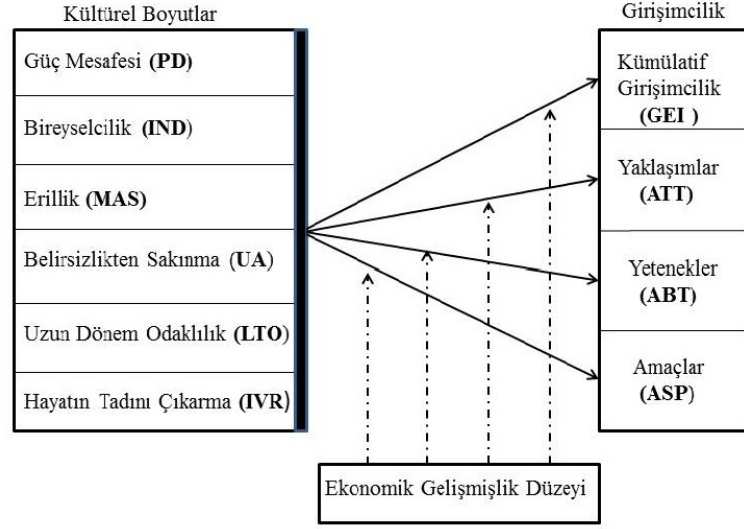 Kültürel Boyutlar
Güç Mesafesi (PD)
Bireyselcilik (IND)
Erillik (MAS)
Belirsizlikten Sakınma (UA)
Uzun Dönem Odaklılık (LTO)
Hayatın Tadını Çıkarma (IVR)
Girişimcilik
Kümülatif
Girişimcilik
(GEI )
Yaklaşımlar
(ATT)
Yetenekler
(ABT)
Amaçlar
(ASP)
Ekonomik Gelişmişlik Düzeyi